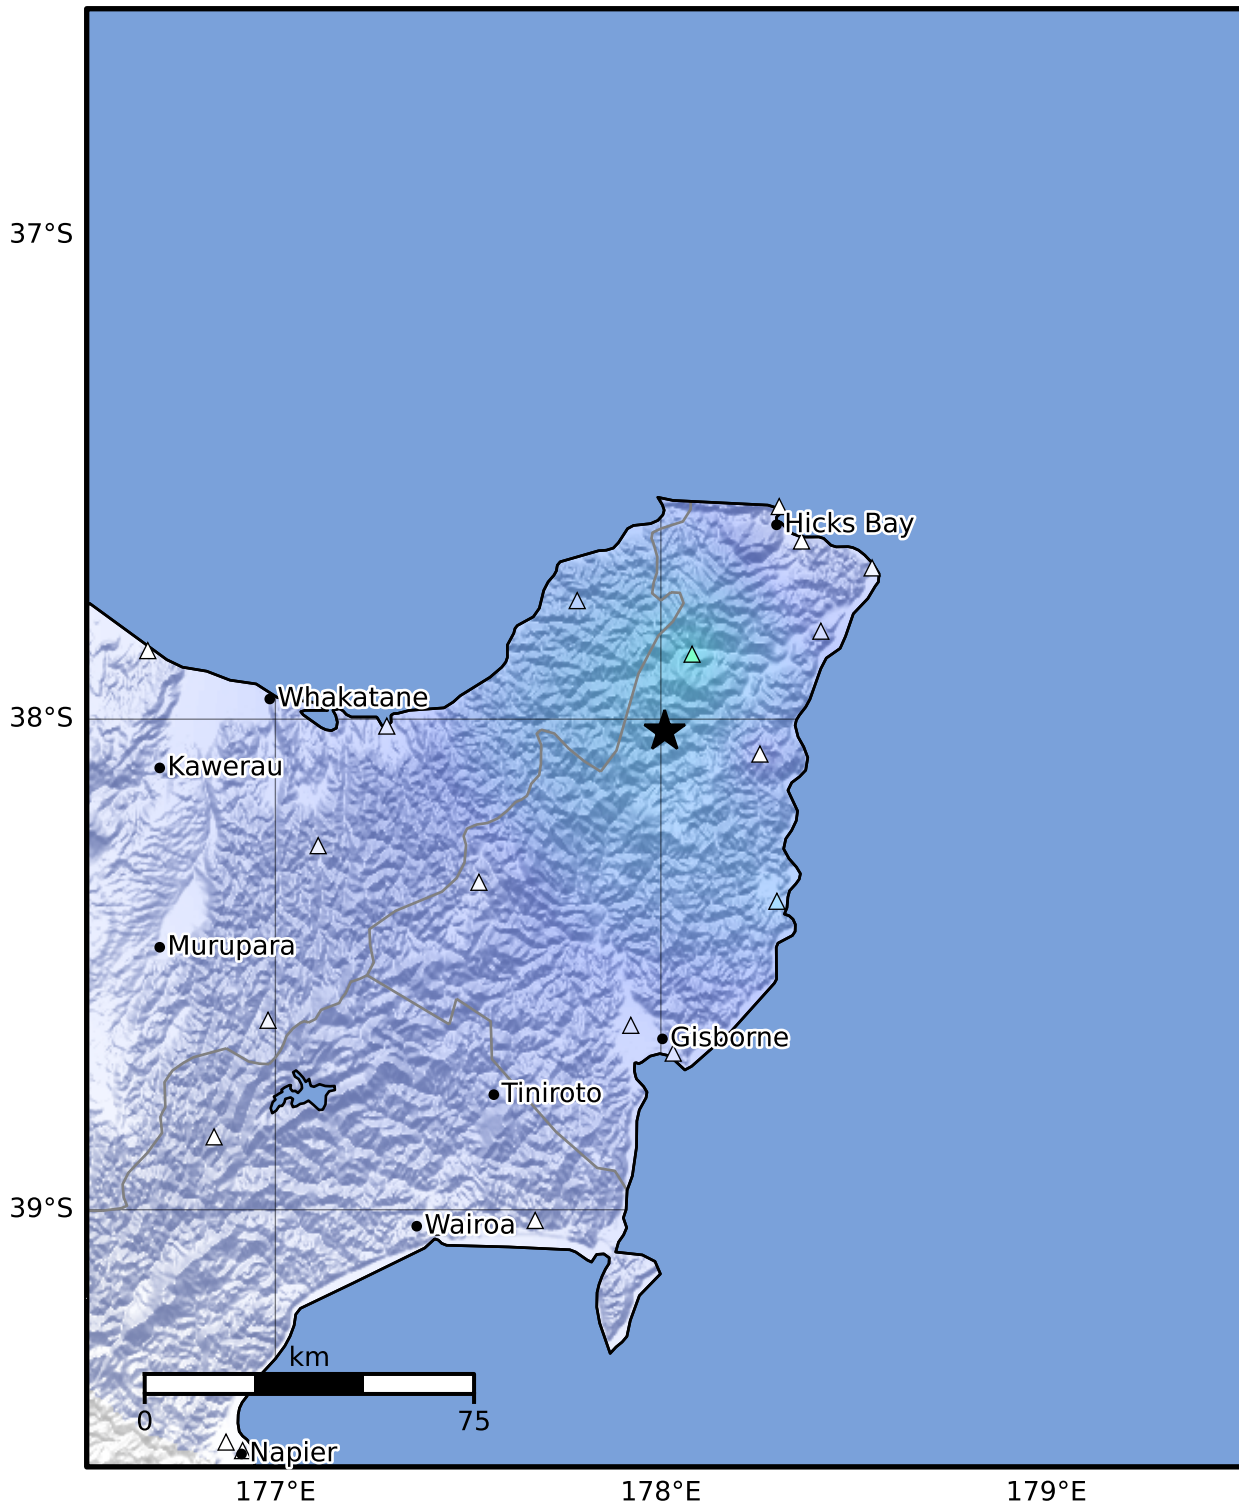 37°S
Hicks Bay
Whakatane
38°S
Kawerau
Murupara
Gisborne
Tiniroto
39°S
Wairoa
km
0 75
Napier
177°E 178°E 179°E